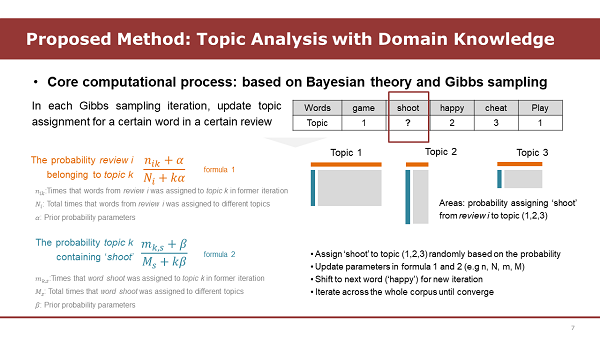 Proposed Method: Topic Analysis with Domain Knowledge
• Core computational process: based on Bayesian theory and Gibbs sampling
In each Gibbs sampling iteration, update topic
assignment for a certain word in a certain review
Words game shoot happy cheat Play
Topic 1 ? 2 3 1
The probability review i
belonging to topic k
n_{ik} + α
N_i + kα
formula 1
n_{ik}: Times that words from review i was assigned to topic k in former iteration
N_i: Total times that words from review i was assigned to different topics
α: Prior probability parameters
The probability topic k
containing 'shoot'
m_{k,s} + β
M_s + kβ
formula 2
m_{k,s}: Times that word shoot was assigned to topic k in former iteration
M_s: Total times that word shoot was assigned to different topics
β: Prior probability parameters
Topic 1 Topic 2 Topic 3
Areas: probability assigning 'shoot'
from review i to topic (1,2,3)
• Assign 'shoot' to topic (1,2,3) randomly based on the probability
• Update parameters in formula 1 and 2 (e.g n, N, m, M)
• Shift to next word ('happy') for new iteration
• Iterate across the whole corpus until converge
7